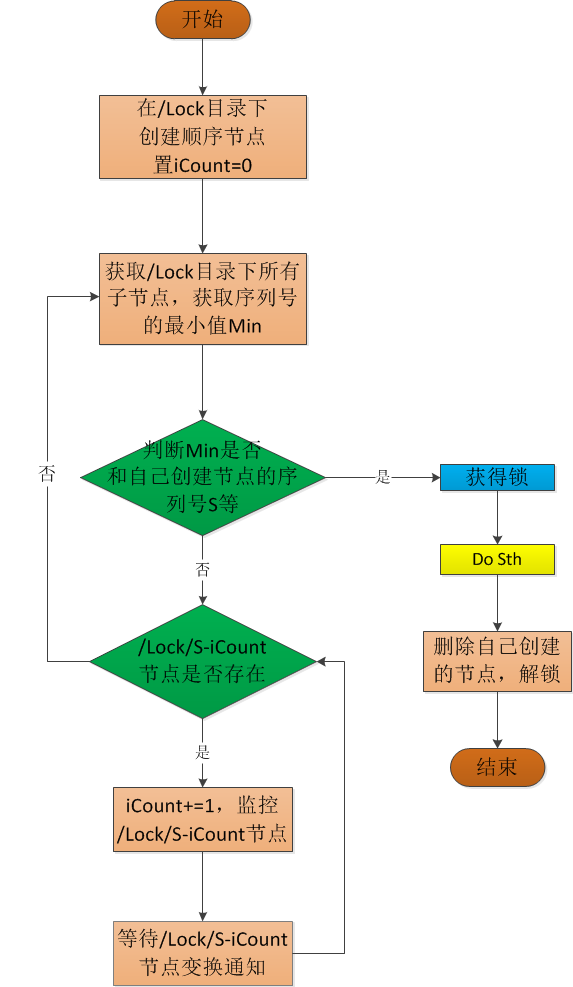 开始
在/Lock目录下
创建顺序节点
置iCount=0
获取/Lock目录下所有
子节点，获取序列号
的最小值Min
判断Min是否
和自己创建节点的序
列号S等
是
获得锁
否
Do Sth
否
/Lock/S-iCount
节点是否存在
删除自己创建
的节点，解锁
是
结束
iCount+=1，监控
/Lock/S-iCount节点
等待/Lock/S-iCount
节点变换通知